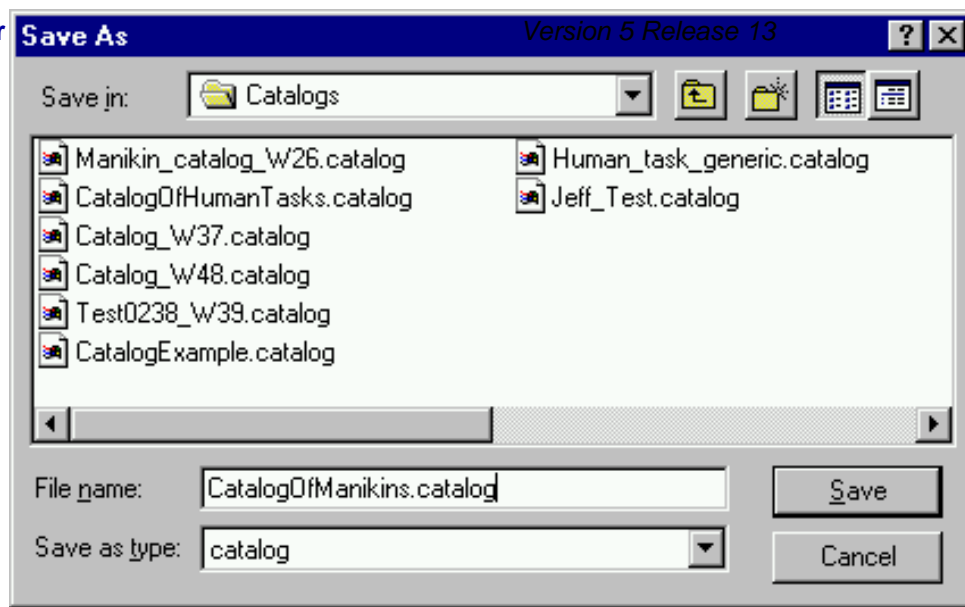 r
Save As
Version 5 Release 13
Save in:
Catalogs
Manikin_catalog_W26.catalog
CatalogOfHumanTasks.catalog
Catalog_W37.catalog
Catalog_W48.catalog
Test0238_W39.catalog
CatalogExample.catalog
Human_task_generic.catalog
Jeff_Test.catalog
File name:
CatalogOfManikins.catalog
Save
Save as type:
catalog
Cancel